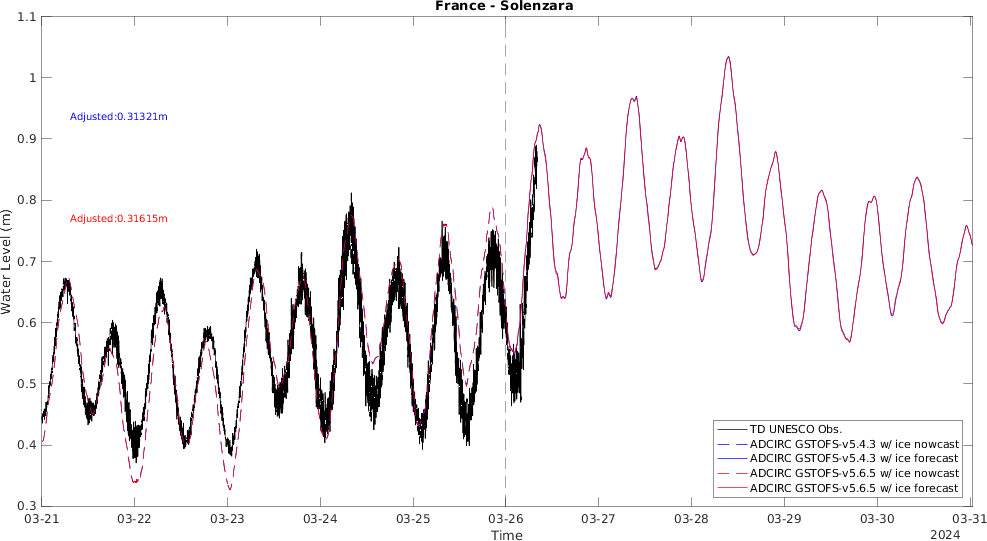 France - Solenzara
1.1
1
0.9
0.8
0.7
0.6
0.5
0.4
0.3
Water Level (m)
Adjusted:0.31321m
Adjusted:0.31615m
TD UNESCO Obs.
ADCIRC GSTOFS-v5.4.3 w/ ice nowcast
ADCIRC GSTOFS-v5.4.3 w/ ice forecast
ADCIRC GSTOFS-v5.6.5 w/ ice nowcast
ADCIRC GSTOFS-v5.6.5 w/ ice forecast
03-21 03-22 03-23 03-24 03-25 03-26 03-27 03-28 03-29 03-30 03-31
Time
2024